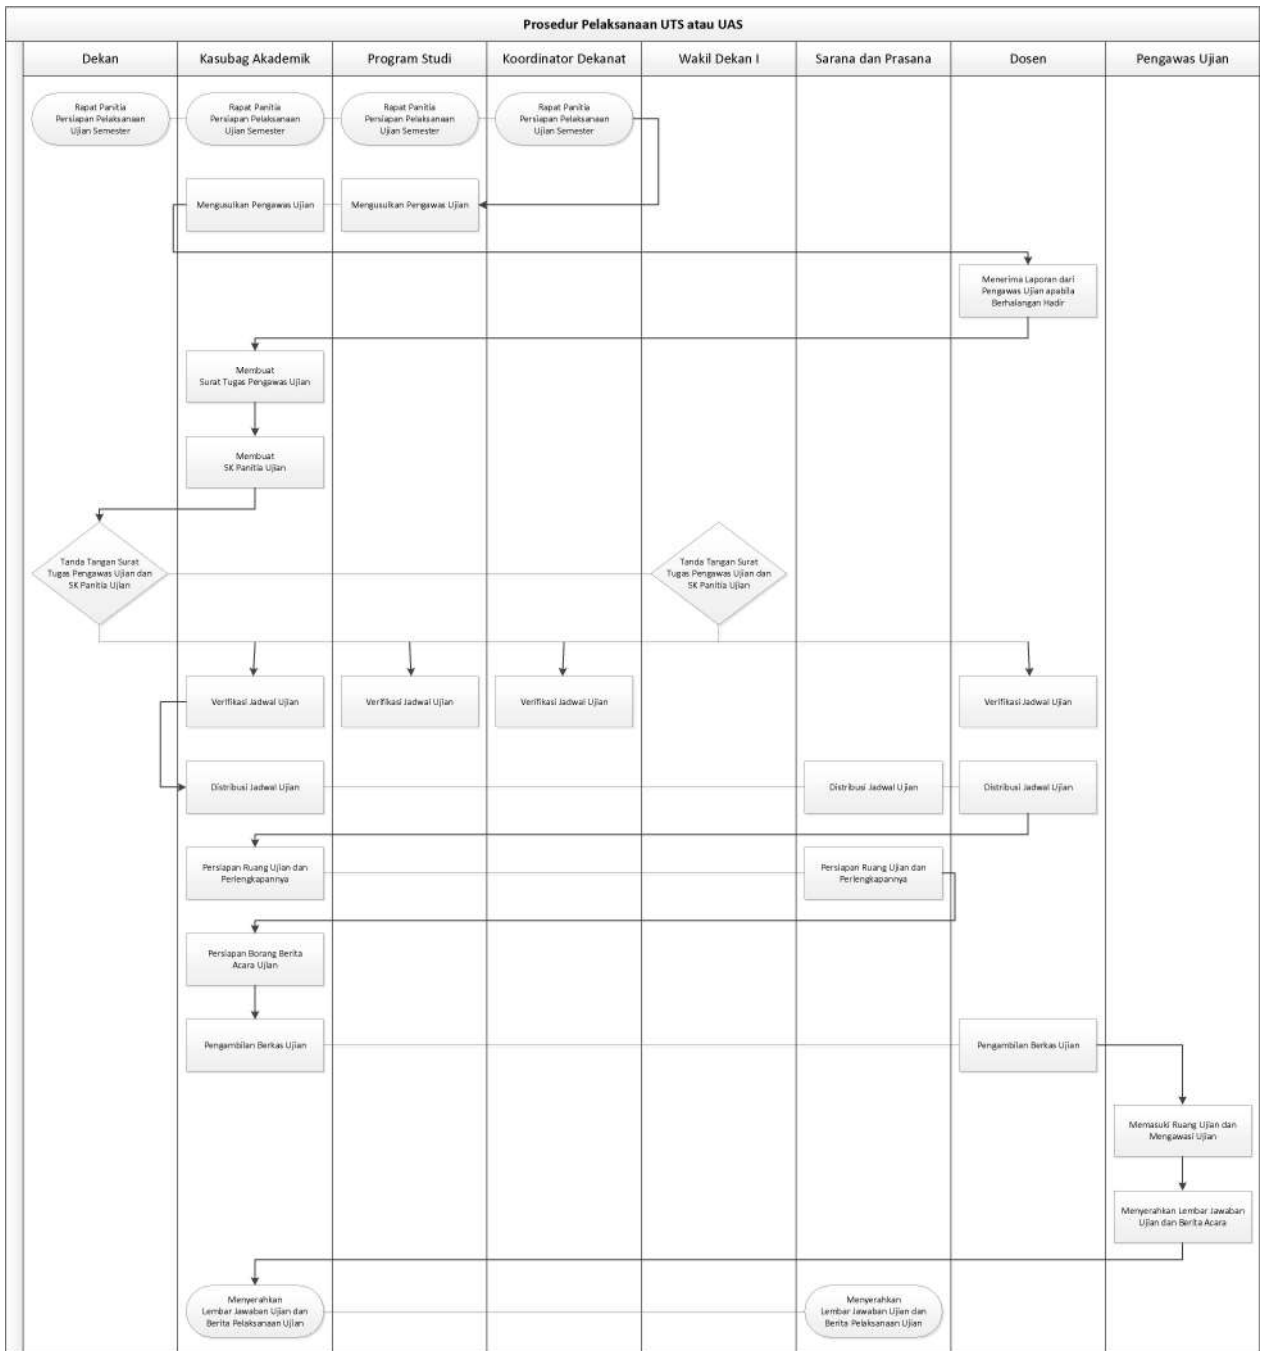 Prosedur Pelaksanaan UTS atau UAS
Dekan
Kasubag Akademik
Program Studi
Koordinator Dekanat
Wakil Dekan I
Sarana dan Prasana
Dosen
Pengawas Ujian
Rapat Panitia
Persiapan Pelaksanaan
Ujian Semester
Rapat Panitia
Persiapan Pelaksanaan
Ujian Semester
Rapat Panitia
Persiapan Pelaksanaan
Ujian Semester
Rapat Panitia
Persiapan Pelaksanaan
Ujian Semester
Mengusulkan Pengawas Ujian
Mengusulkan Pengawas Ujian
Menerima Laporan dari
Pengawas Ujian apabila
Berhalangan Hadir
Membuat
Surat Tugas Pengawas Ujian
Membuat
SK Panitia Ujian
Tanda Tangan Surat
Tugas Pengawas Ujian dan
SK Panitia Ujian
Tanda Tangan Surat
Tugas Pengawas Ujian dan
SK Panitia Ujian
Verifikasi Jadwal Ujian
Verifikasi Jadwal Ujian
Verifikasi Jadwal Ujian
Verifikasi Jadwal Ujian
Distribusi Jadwal Ujian
Distribusi Jadwal Ujian
Distribusi Jadwal Ujian
Persiapan Ruang Ujian dan
Perlengkapannya
Persiapan Ruang Ujian dan
Perlengkapannya
Persiapan Borang Berita
Acara Ujian
Pengambilan Berkas Ujian
Pengambilan Berkas Ujian
Memasuki Ruang Ujian dan
Mengawasi Ujian
Menyerahkan Lembar Jawaban
Ujian dan Berita Acara
Menyerahkan
Lembar Jawaban Ujian dan
Berita Pelaksanaan Ujian
Menyerahkan
Lembar Jawaban Ujian dan
Berita Pelaksanaan Ujian